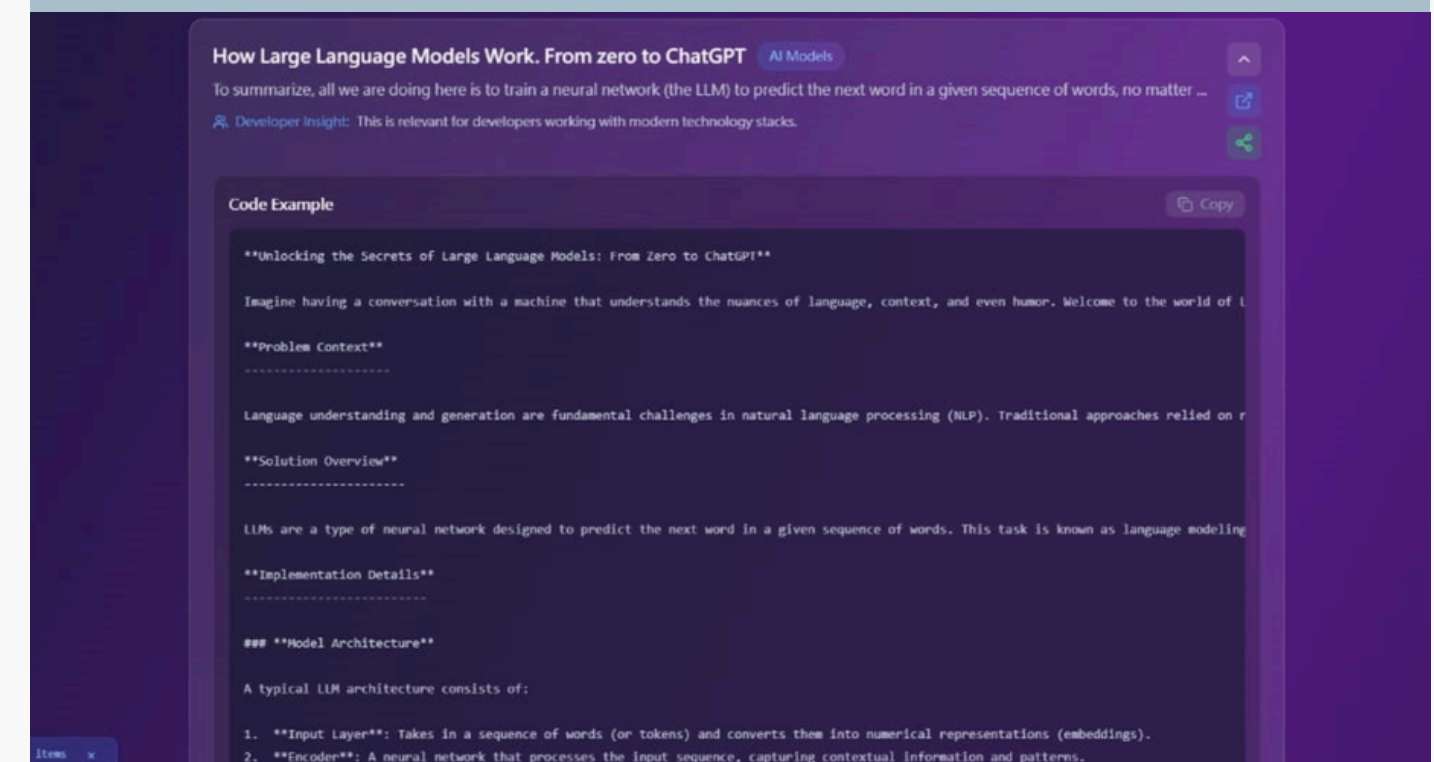 How Large Language Models Work. From zero to ChatGPT AI Models
To summarize, all we are doing here is to train a neural network (the LLM) to predict the next word in a given sequence of words, no matter ...
Developer Insight: This is relevant for developers working with modern technology stacks.
Code Example
Copy
**Unlocking the Secrets of Large Language Models: From Zero to ChatGPT**
Imagine having a conversation with a machine that understands the nuances of language, context, and even humor. Welcome to the world of L
**Problem Context**
--------------------
Language understanding and generation are fundamental challenges in natural language processing (NLP). Traditional approaches relied on r
**Solution Overview**
----------------------
LLMs are a type of neural network designed to predict the next word in a given sequence of words. This task is known as language modeling
**Implementation Details**
-------------------------
### **Model Architecture**
A typical LLM architecture consists of:
1. **Input Layer**: Takes in a sequence of words (or tokens) and converts them into numerical representations (embeddings).
2. **Encoder**: A neural network that processes the input sequence, capturing contextual information and patterns.
items x